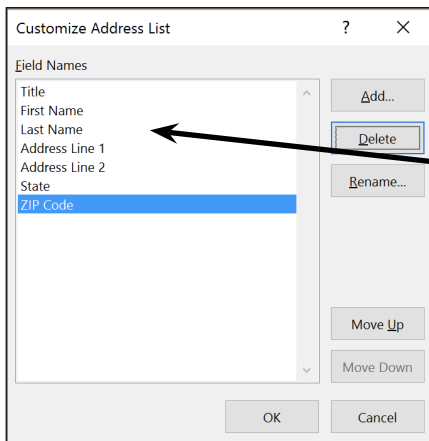 Customize Address List ? ×
Field Names
Title
First Name
Last Name
Address Line 1
Address Line 2
State
ZIP Code
Add...
Delete
Rename...
Move Up
Move Down
OK
Cancel